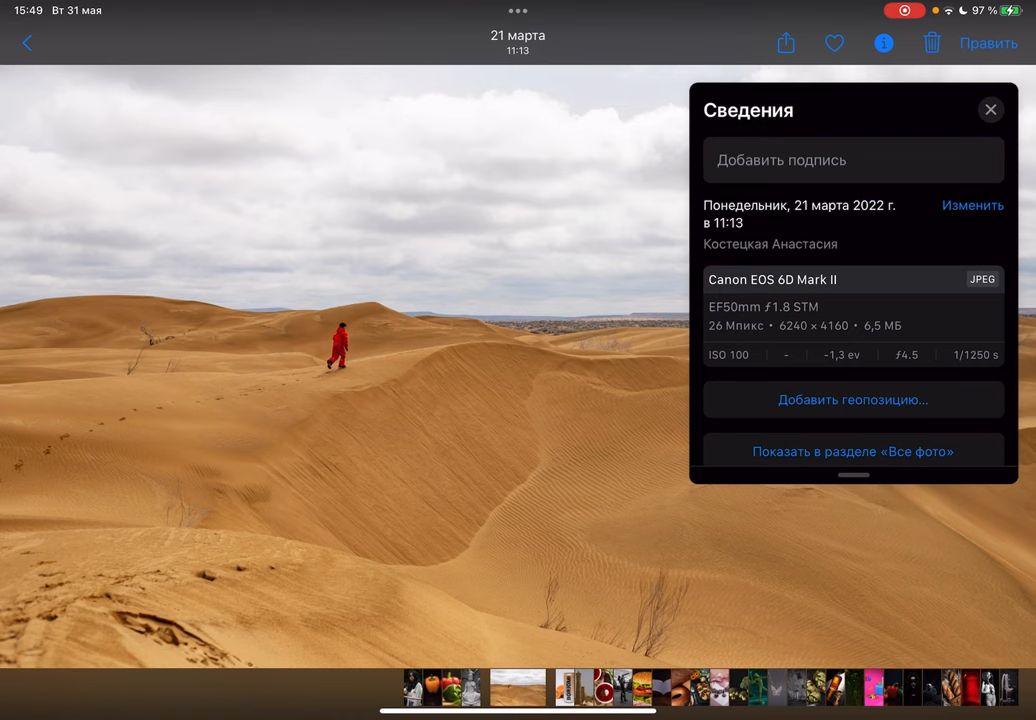 15:49 Вт 31 мая
97 %
21 марта
11:13
Править
Сведения
Добавить подпись
Понедельник, 21 марта 2022 г.
в 11:13
Изменить
Костецкая Анастасия
Canon EOS 6D Mark II
JPEG
EF50mm ƒ1.8 STM
26 Мпикс • 6240 × 4160 • 6,5 МБ
ISO 100 - -1,3 ev ƒ4.5 1/1250 s
Добавить геопозицию...
Показать в разделе «Все фото»